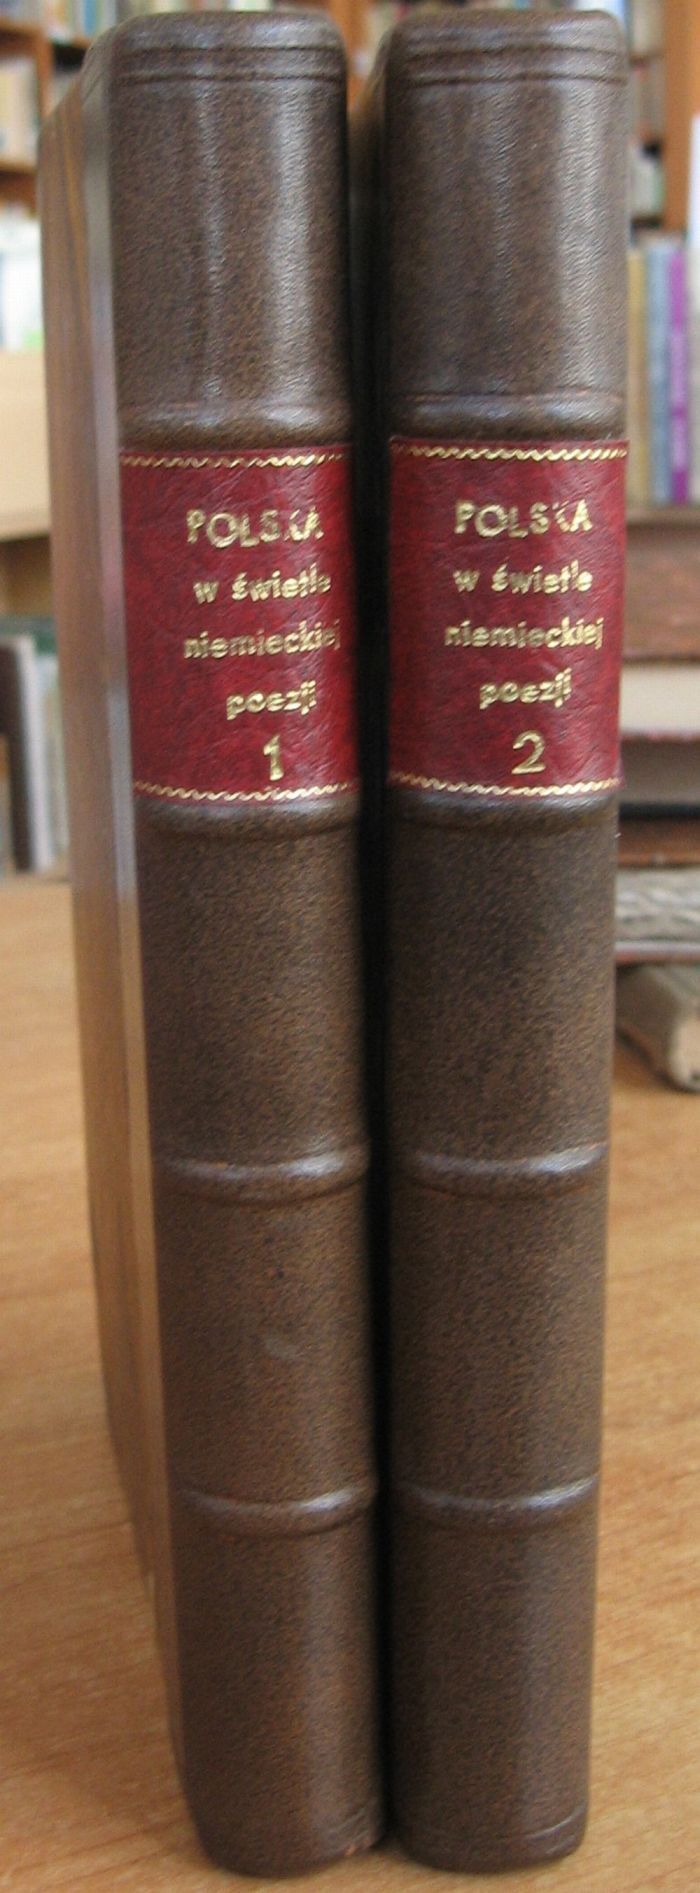 POLSKA
w świetle
niemieckiej
poezji
1
POLSKA
w świetle
niemieckiej
poezji
2